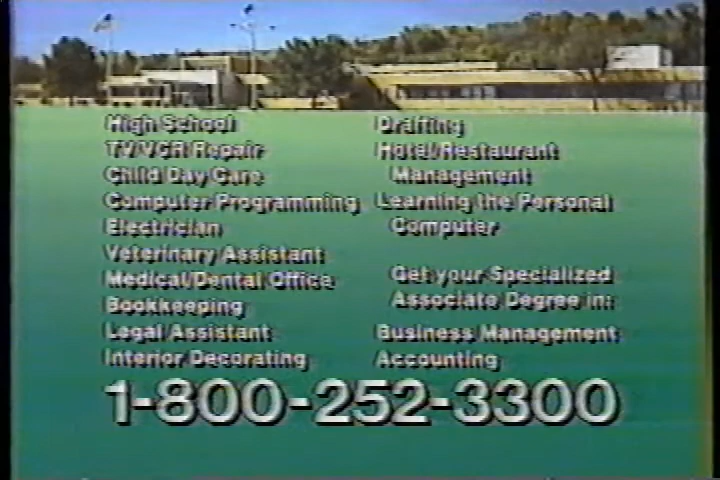 High School
TV/VCR Repair
Child Day Care
Computer Programming
Electrician
Veterinary Assistant
Medical/Dental Office
Bookkeeping
Legal Assistant
Interior Decorating
Drafting
Hotel/Restaurant
Management
Learning the Personal
Computer
Get your Specialized
Associate Degree in:
Business Management
Accounting
1-800-252-3300